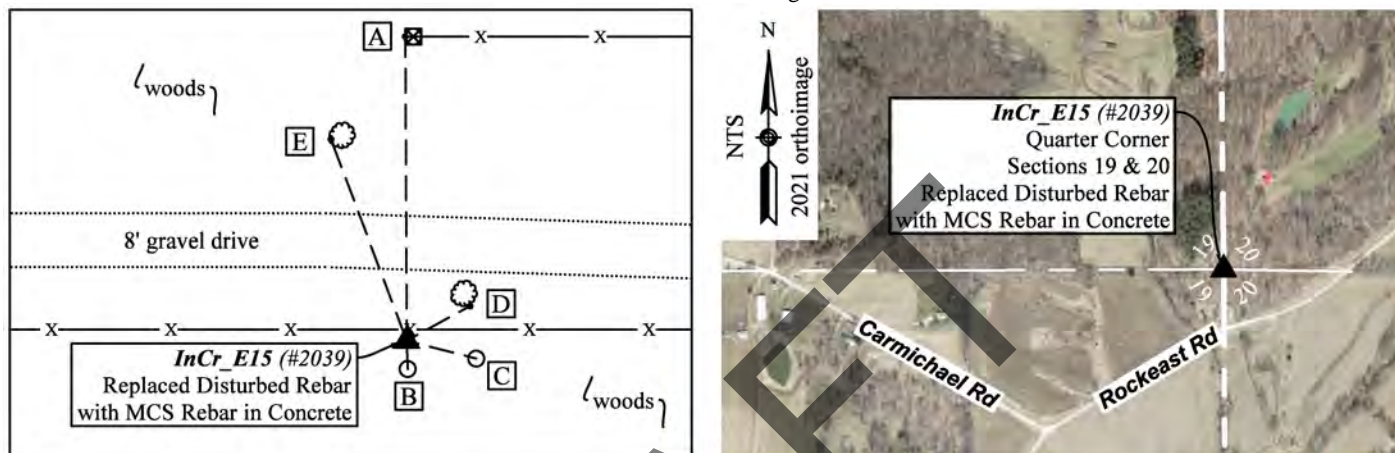 A
x
x
woods
E
8' gravel drive
D
x
x
x
x
x
x
InCr_E15 (#2039)
Replaced Disturbed Rebar
with MCS Rebar in Concrete
B
C
woods
N
NTS
2021 orthoimage
InCr_E15 (#2039)
Quarter Corner
Sections 19 & 20
Replaced Disturbed Rebar
with MCS Rebar in Concrete
19 20
19 20
Carmichael Rd
Rockeast Rd